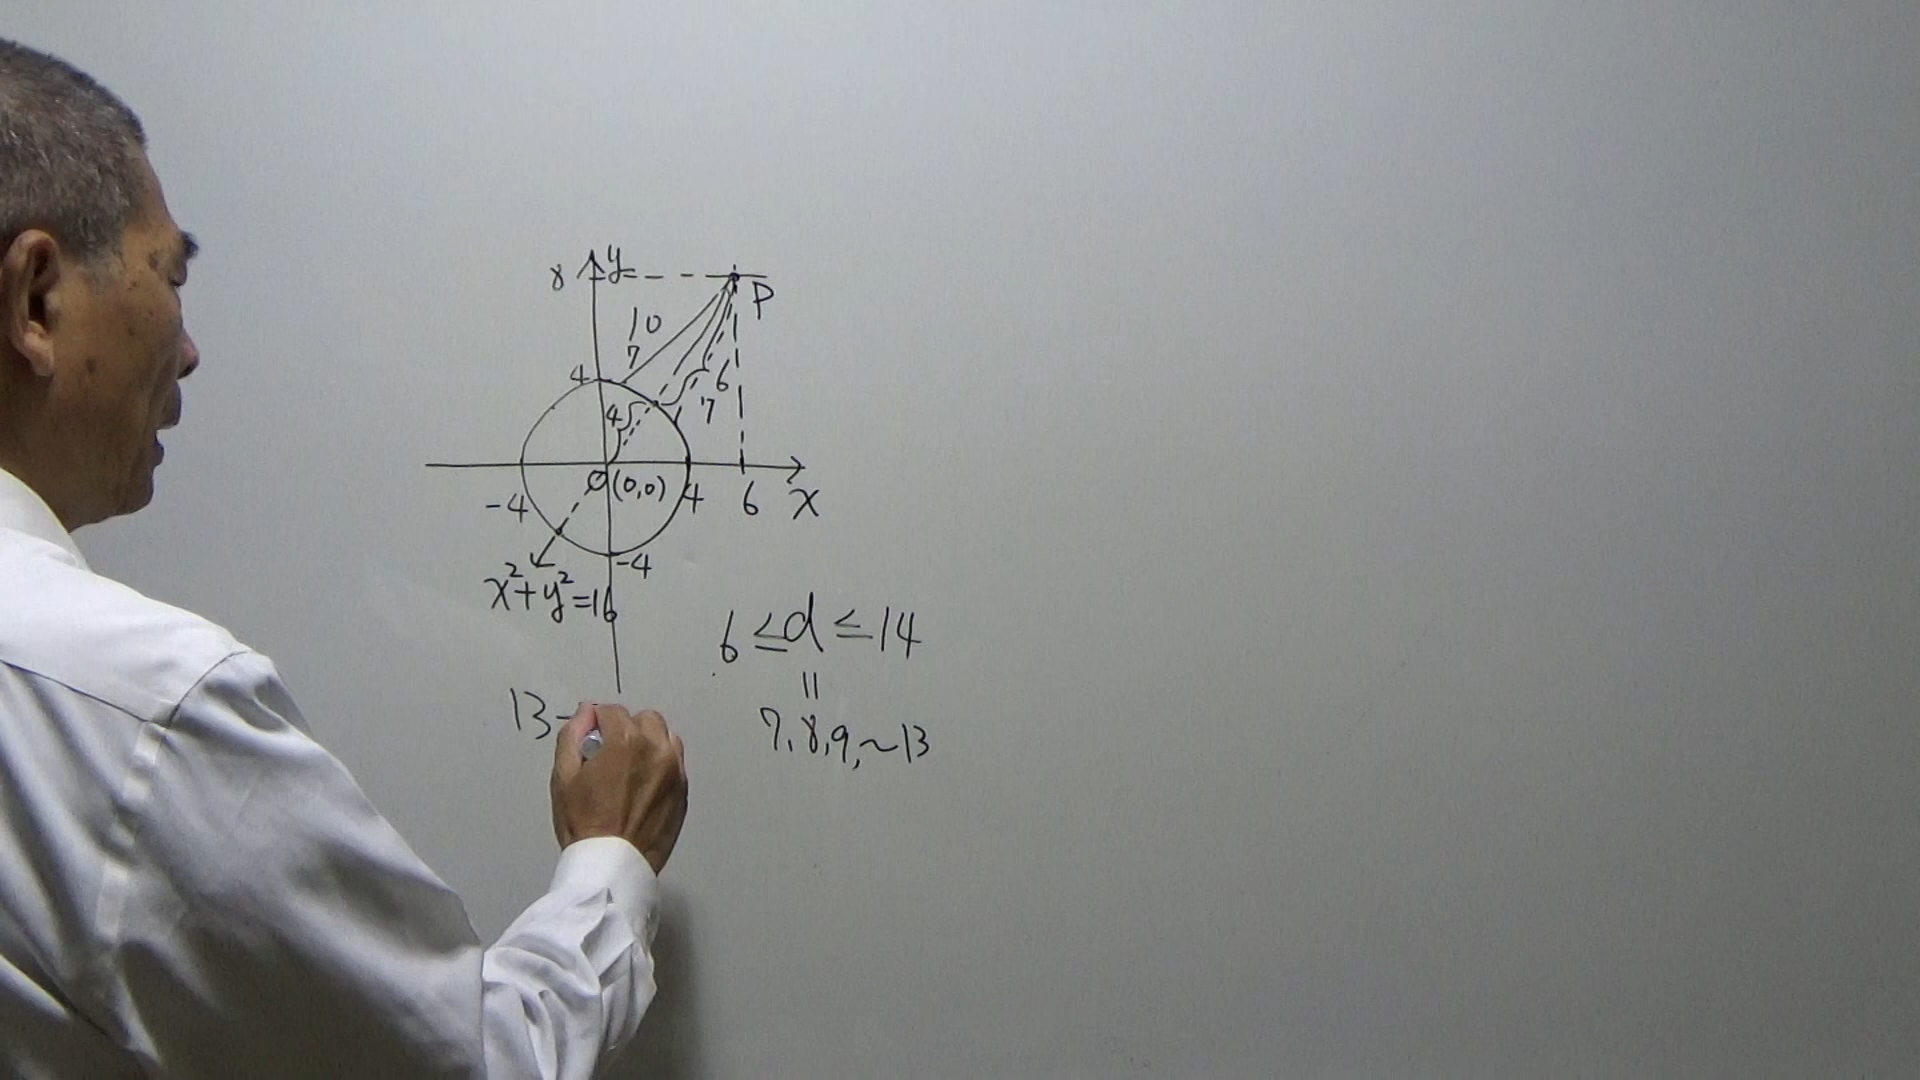 8 y
P
10
7
4
6
4 7
-4 O (0,0) 4 6 x
-4
x²+y²=16
6 ≤ d ≤ 14
=
13- 7, 8, 9, ~13